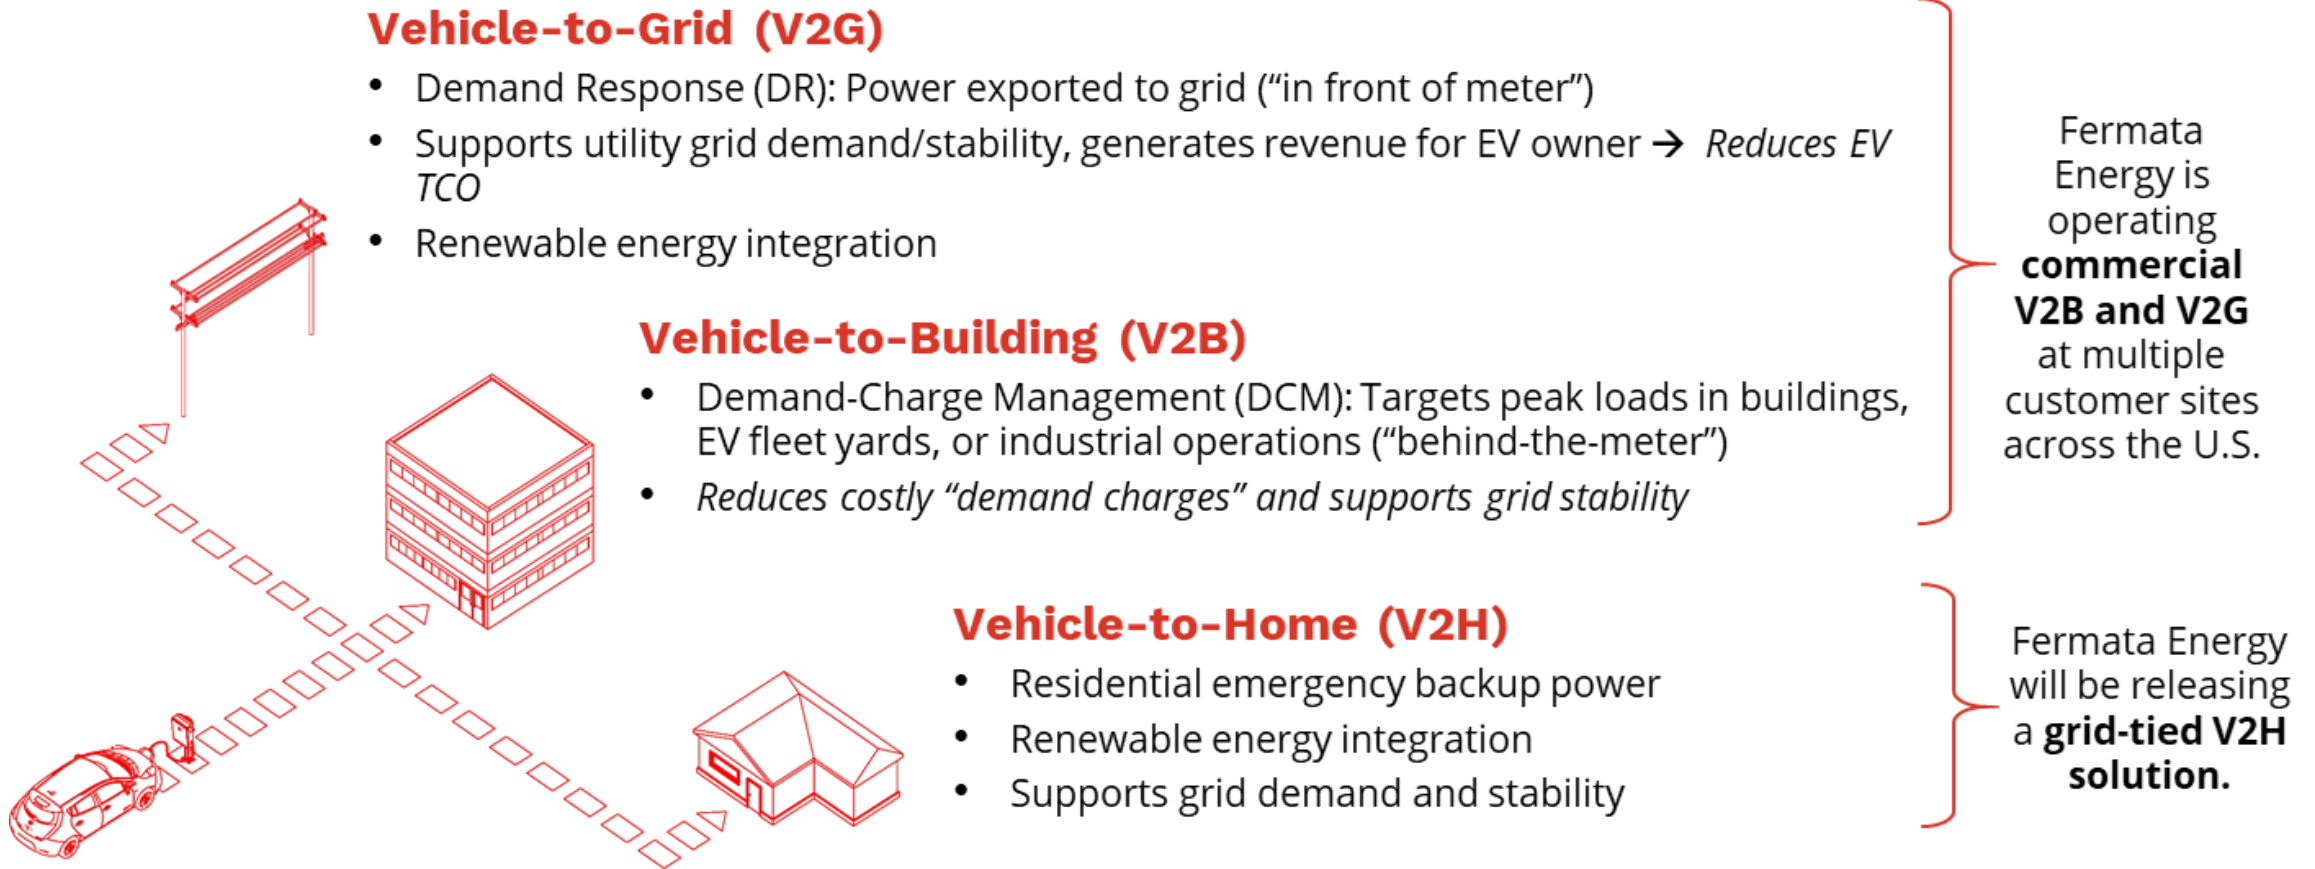 Vehicle-to-Grid (V2G)
• Demand Response (DR): Power exported to grid (“in front of meter”)
• Supports utility grid demand/stability, generates revenue for EV owner → Reduces EV
TCO
• Renewable energy integration
Vehicle-to-Building (V2B)
• Demand-Charge Management (DCM): Targets peak loads in buildings,
EV fleet yards, or industrial operations (“behind-the-meter”)
• Reduces costly “demand charges” and supports grid stability
Fermata
Energy is
operating
commercial
V2B and V2G
at multiple
customer sites
across the U.S.
Vehicle-to-Home (V2H)
• Residential emergency backup power
• Renewable energy integration
• Supports grid demand and stability
Fermata Energy
will be releasing
a grid-tied V2H
solution.